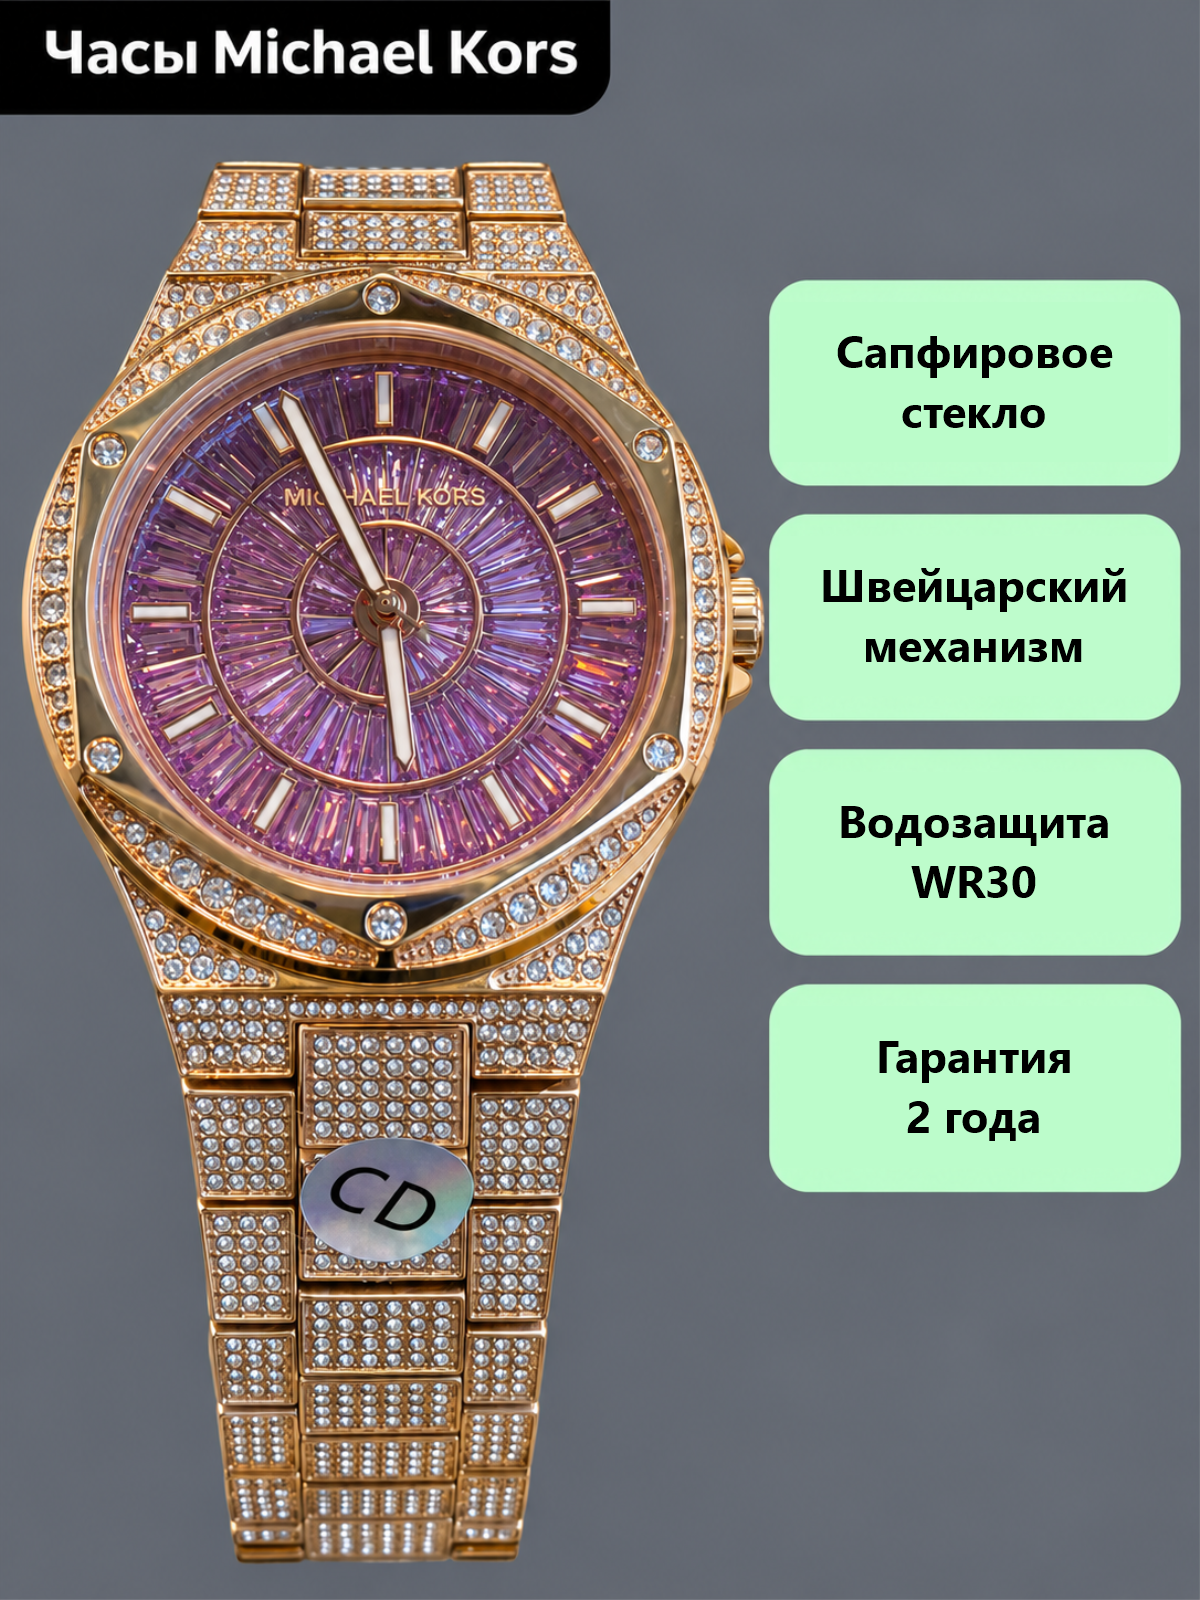 Часы Michael Kors
MICHAEL KORS
Сапфировое
стекло
Швейцарский
механизм
Водозащита
WR30
Гарантия
2 года
CD